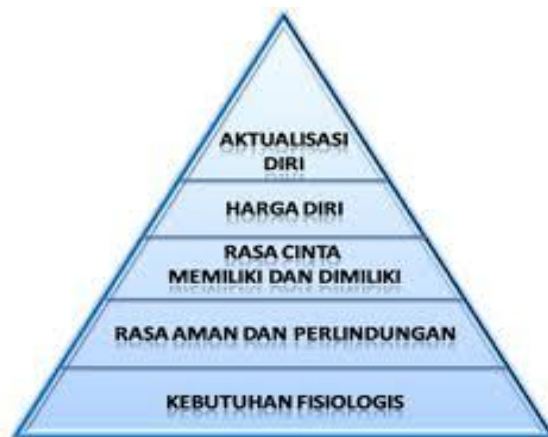 AKTUALISASI
DIRI
HARGA DIRI
RASA CINTA
MEMILIKI DAN DIMILIKI
RASA AMAN DAN PERLINDUNGAN
KEBUTUHAN FISIOLOGIS